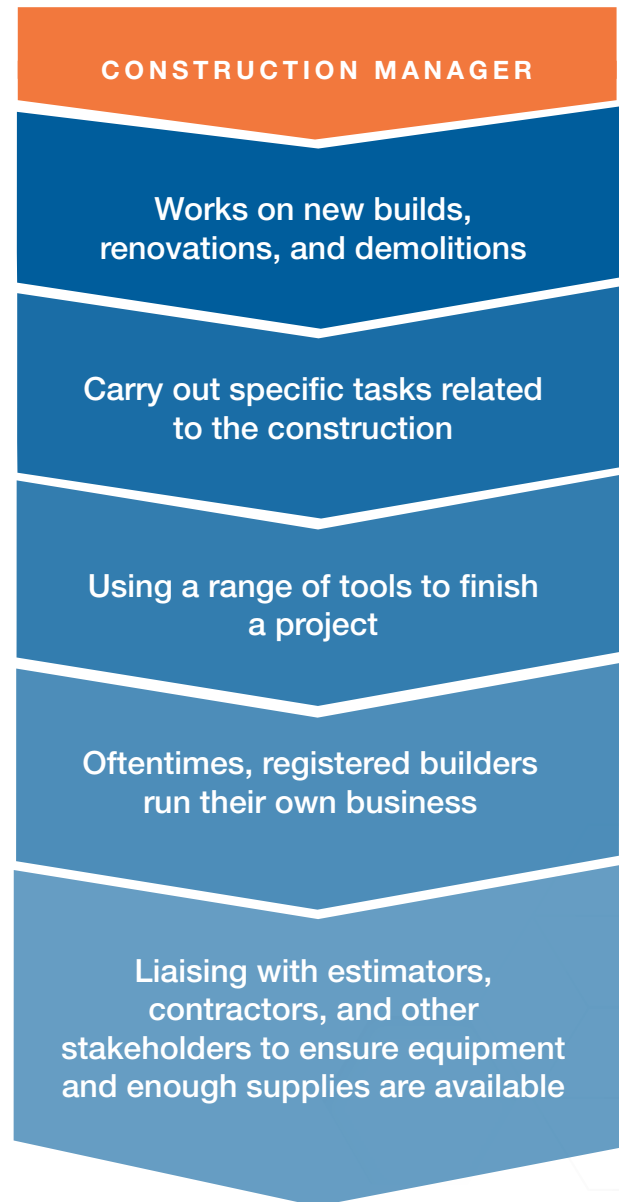 CONSTRUCTION MANAGER
Works on new builds,
renovations, and demolitions
Carry out specific tasks related
to the construction
Using a range of tools to finish
a project
Oftentimes, registered builders
run their own business
Liaising with estimators,
contractors, and other
stakeholders to ensure equipment
and enough supplies are available